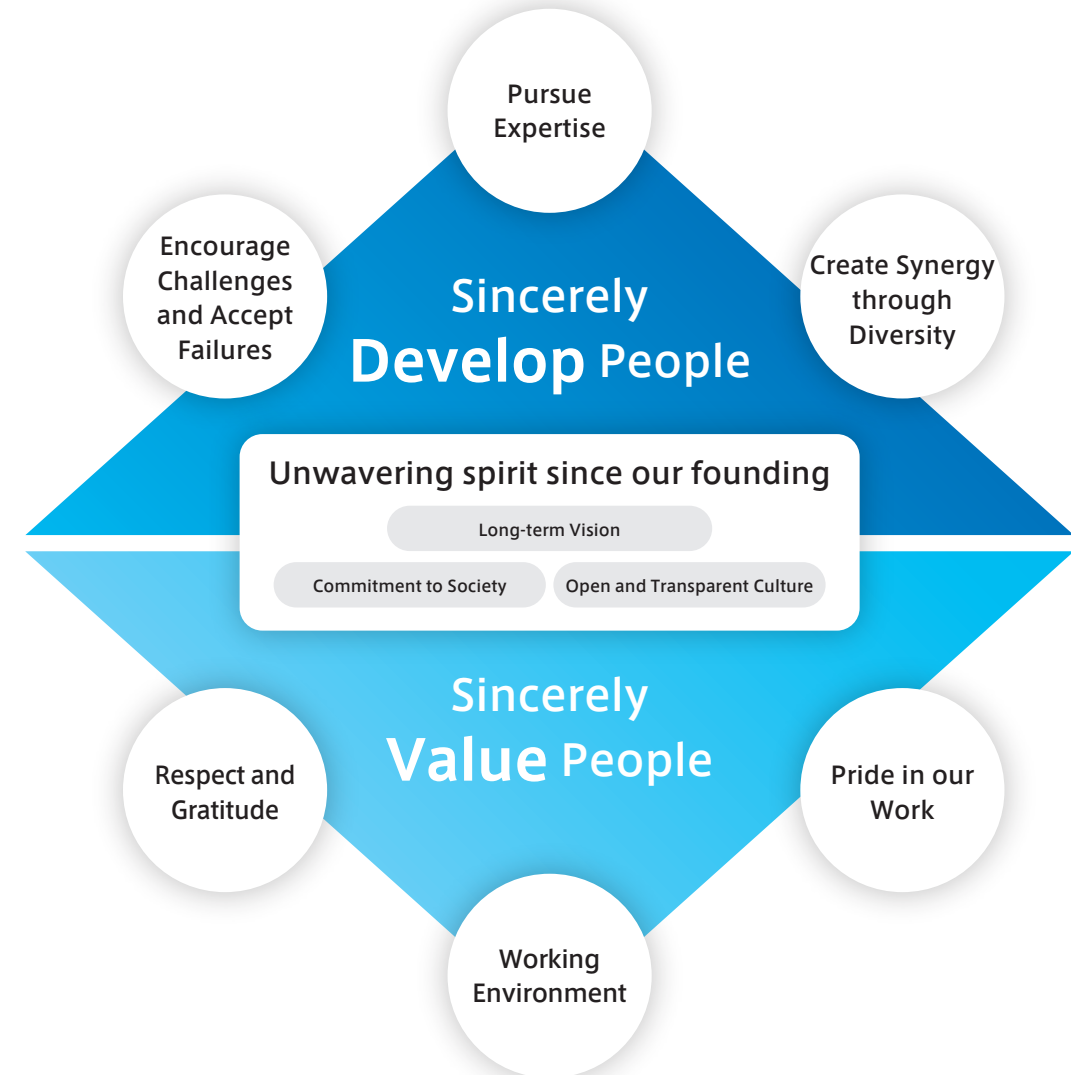 Pursue
Expertise
Encourage
Challenges
and Accept
Failures
Create Synergy
through
Diversity
Sincerely
Develop People
Unwavering spirit since our founding
Long-term Vision
Commitment to Society
Open and Transparent Culture
Sincerely
Value People
Respect and
Gratitude
Pride in our
Work
Working
Environment